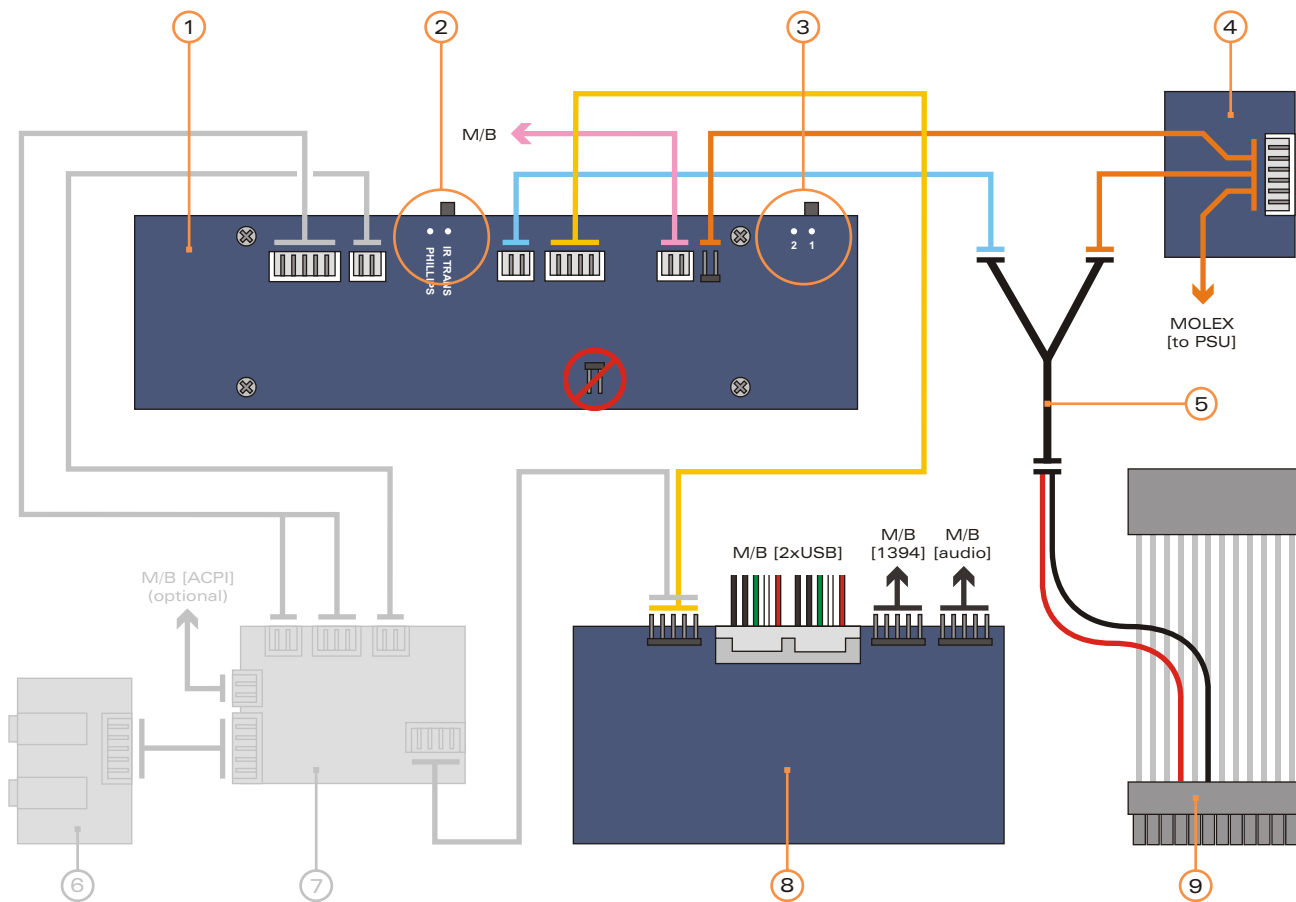 1
2
3
4
M/B
IR TRANS
PHILLIPS
2 1
MOLEX
[to PSU]
5
M/B [2xUSB]
M/B
[1394]
M/B
[audio]
M/B [ACPI]
(optional)
6
7
8
9